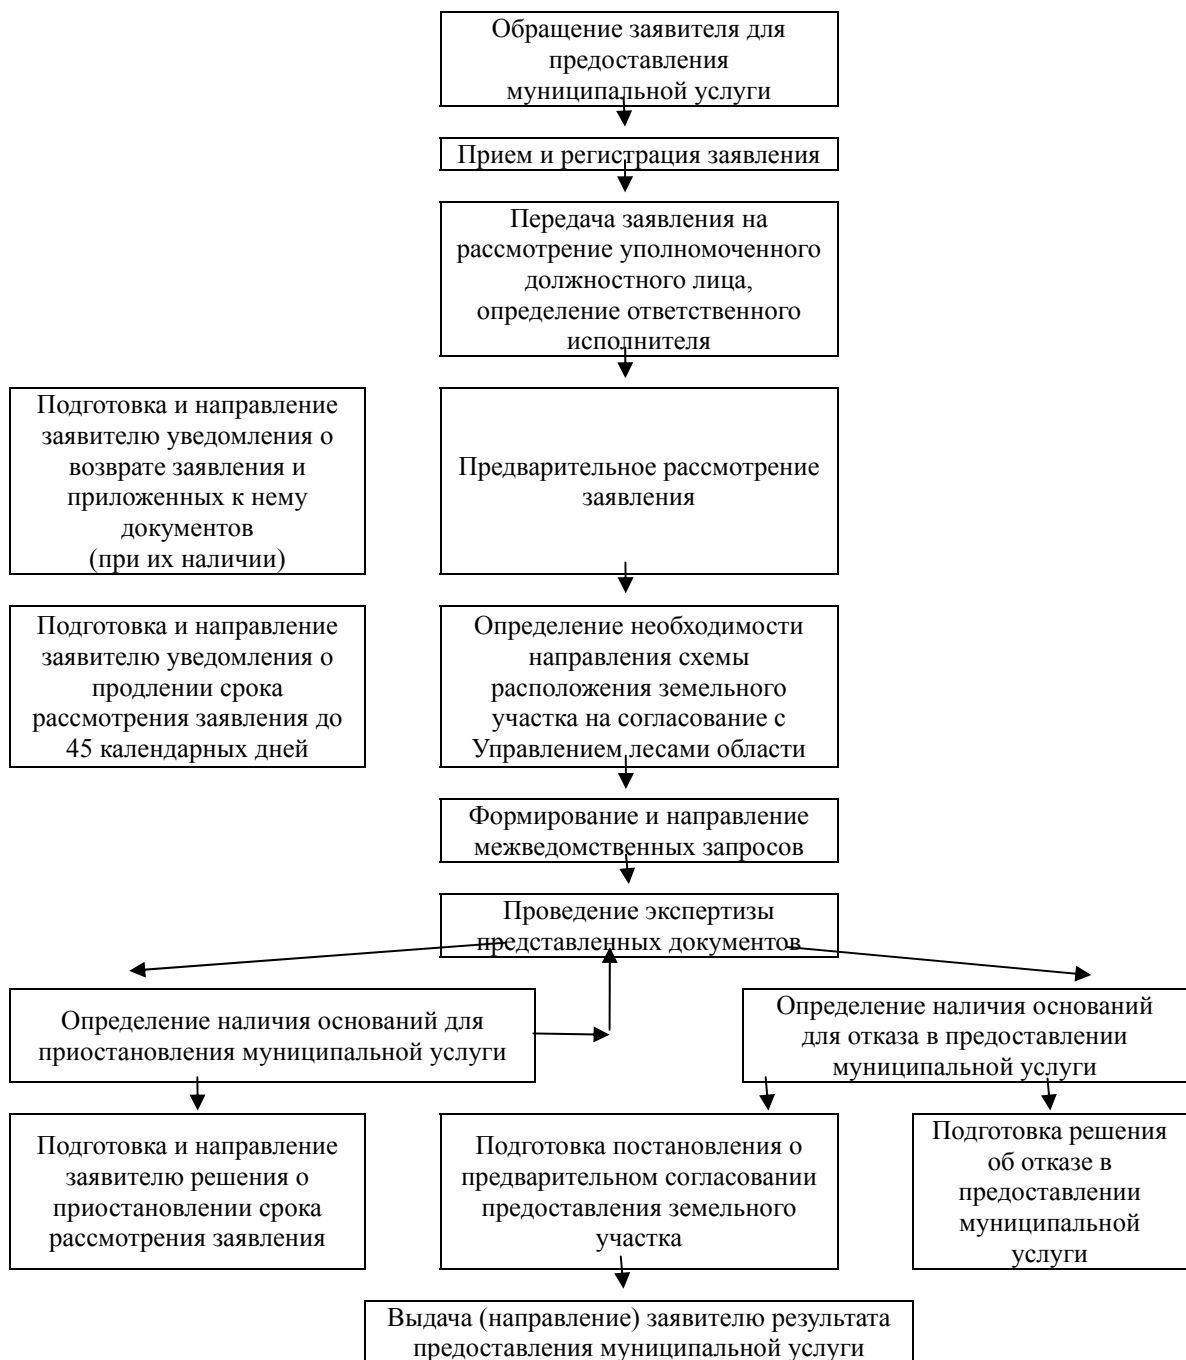 Обращение заявителя для
предоставления
муниципальной услуги
Прием и регистрация заявления
Передача заявления на
рассмотрение уполномоченного
должностного лица,
определение ответственного
исполнителя
Подготовка и направление
заявителю уведомления о
возврате заявления и
приложенных к нему
документов
(при их наличии)
Предварительное рассмотрение
заявления
Подготовка и направление
заявителю уведомления о
продлении срока
рассмотрения заявления до
45 календарных дней
Определение необходимости
направления схемы
расположения земельного
участка на согласование с
Управлением лесами области
Формирование и направление
межведомственных запросов
Проведение экспертизы
представленных документов
Определение наличия оснований для
приостановления муниципальной услуги
Определение наличия оснований
для отказа в предоставлении
муниципальной услуги
Подготовка и направление
заявителю решения о
приостановлении срока
рассмотрения заявления
Подготовка постановления о
предварительном согласовании
предоставления земельного
участка
Подготовка решения
об отказе в
предоставлении
муниципальной
услуги
Выдача (направление) заявителю результата
предоставления муниципальной услуги